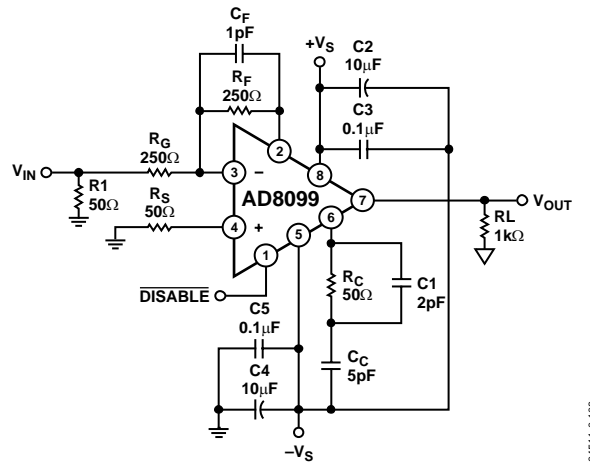 CF
1pF
RF
250Ω
+VS
C2
10μF
C3
0.1μF
RG
250Ω
VIN
R1
50Ω
RS
50Ω
2
3
–
8
AD8099
7
4
+
6
5
1
VOUT
RL
1kΩ
DISABLE
RC
50Ω
C1
2pF
C5
0.1μF
C4
10μF
CC
5pF
–VS